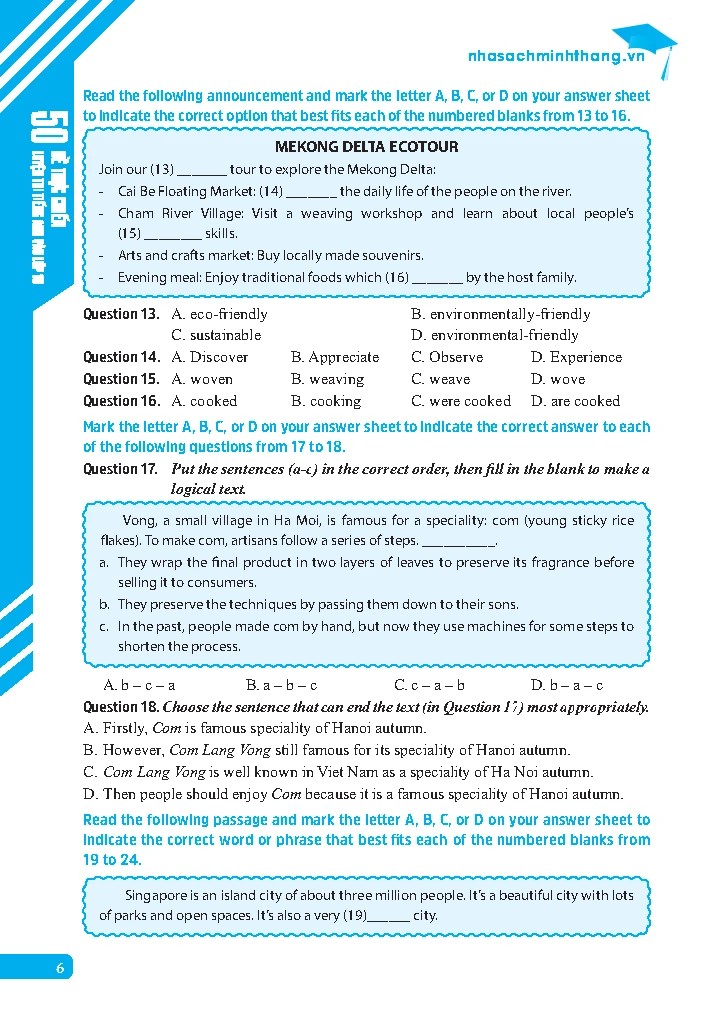 nhasachminhthang.vn
50
Read the following announcement and mark the letter A, B, C, or D on your answer sheet
to indicate the correct option that best fits each of the numbered blanks from 13 to 16.
MEKONG DELTA ECOTOUR
Join our (13) _______ tour to explore the Mekong Delta:
- Cai Be Floating Market: (14) _______ the daily life of the people on the river.
- Cham River Village: Visit a weaving workshop and learn about local people's
(15) ________ skills.
- Arts and crafts market: Buy locally made souvenirs.
- Evening meal: Enjoy traditional foods which (16) _______ by the host family.
Question 13. A. eco-friendly B. environmentally-friendly
C. sustainable D. environmental-friendly
Question 14. A. Discover B. Appreciate C. Observe D. Experience
Question 15. A. woven B. weaving C. weave D. wove
Question 16. A. cooked B. cooking C. were cooked D. are cooked
Mark the letter A, B, C, or D on your answer sheet to indicate the correct answer to each
of the following questions from 17 to 18.
Question 17. Put the sentences (a-c) in the correct order, then fill in the blank to make a
logical text.
Vong, a small village in Ha Moi, is famous for a speciality: com (young sticky rice
flakes). To make com, artisans follow a series of steps. __________.
a. They wrap the final product in two layers of leaves to preserve its fragrance before
selling it to consumers.
b. They preserve the techniques by passing them down to their sons.
c. In the past, people made com by hand, but now they use machines for some steps to
shorten the process.
A. b – c – a B. a – b – c C. c – a – b D. b – a – c
Question 18. Choose the sentence that can end the text (in Question 17) most appropriately.
A. Firstly, Com is famous speciality of Hanoi autumn.
B. However, Com Lang Vong still famous for its speciality of Hanoi autumn.
C. Com Lang Vong is well known in Viet Nam as a speciality of Ha Noi autumn.
D. Then people should enjoy Com because it is a famous speciality of Hanoi autumn.
Read the following passage and mark the letter A, B, C, or D on your answer sheet to
indicate the correct word or phrase that best fits each of the numbered blanks from
19 to 24.
Singapore is an island city of about three million people. It's a beautiful city with lots
of parks and open spaces. It's also a very (19)______ city.
6